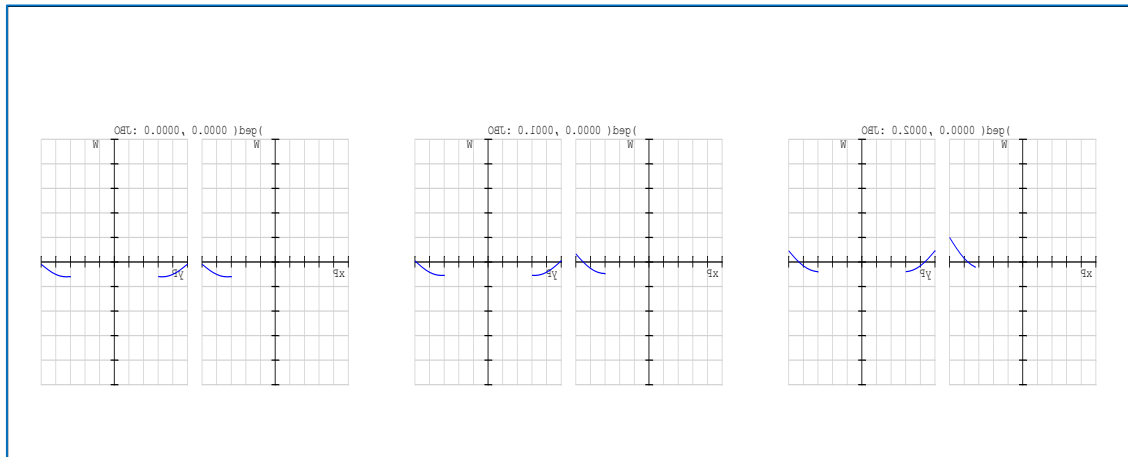 OBJ: 0.0000, 0.0000 (deg)
OBJ: 0.1000, 0.0000 (deg)
OBJ: 0.2000, 0.0000 (deg)
W
W
W
W
W
W
Py
Px
Py
Px
Py
Px